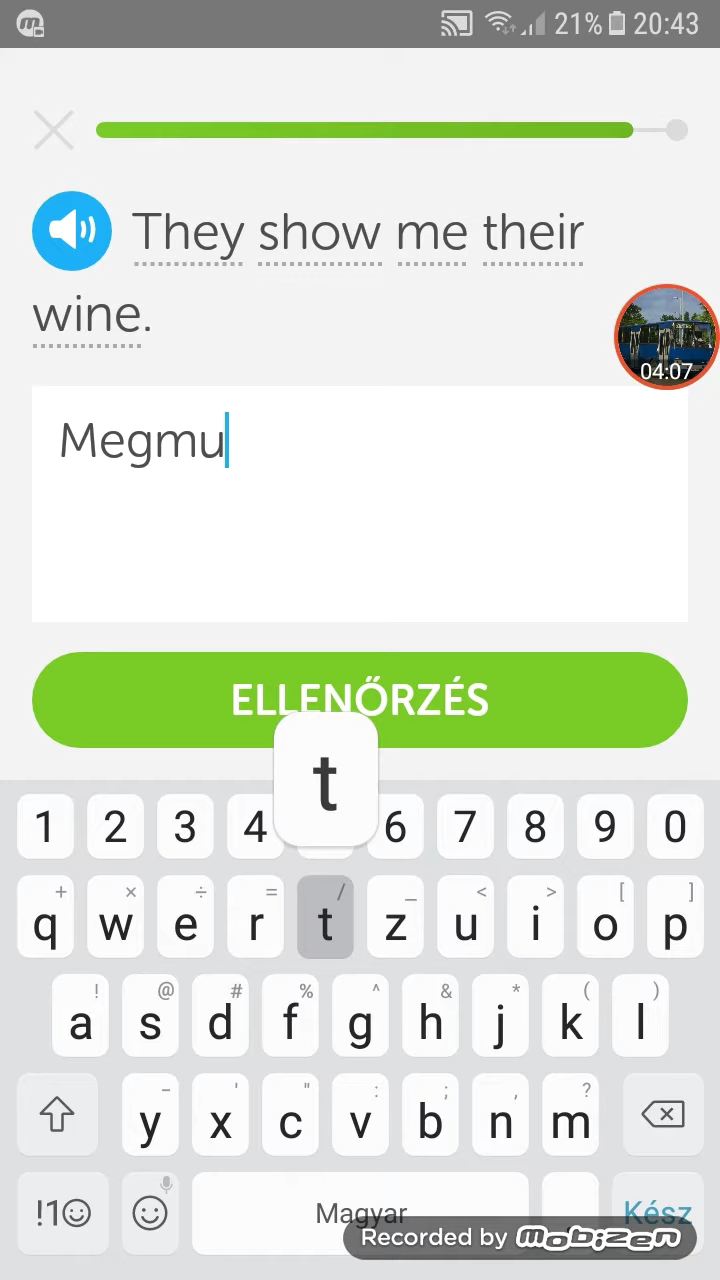 21% 20:43
They show me their
wine.
04:07
Megmu
ELLENŐRZÉS
t
1 2 3 4 6 7 8 9 0
+ × ÷ = / _ < > [ ]
q w e r t z u i o p
! @ # % ^ & * ( )
a s d f g h j k l
- ' " : ; , ?
y x c v b n m
!1☺ Magyar . Kész
Recorded by mobizen